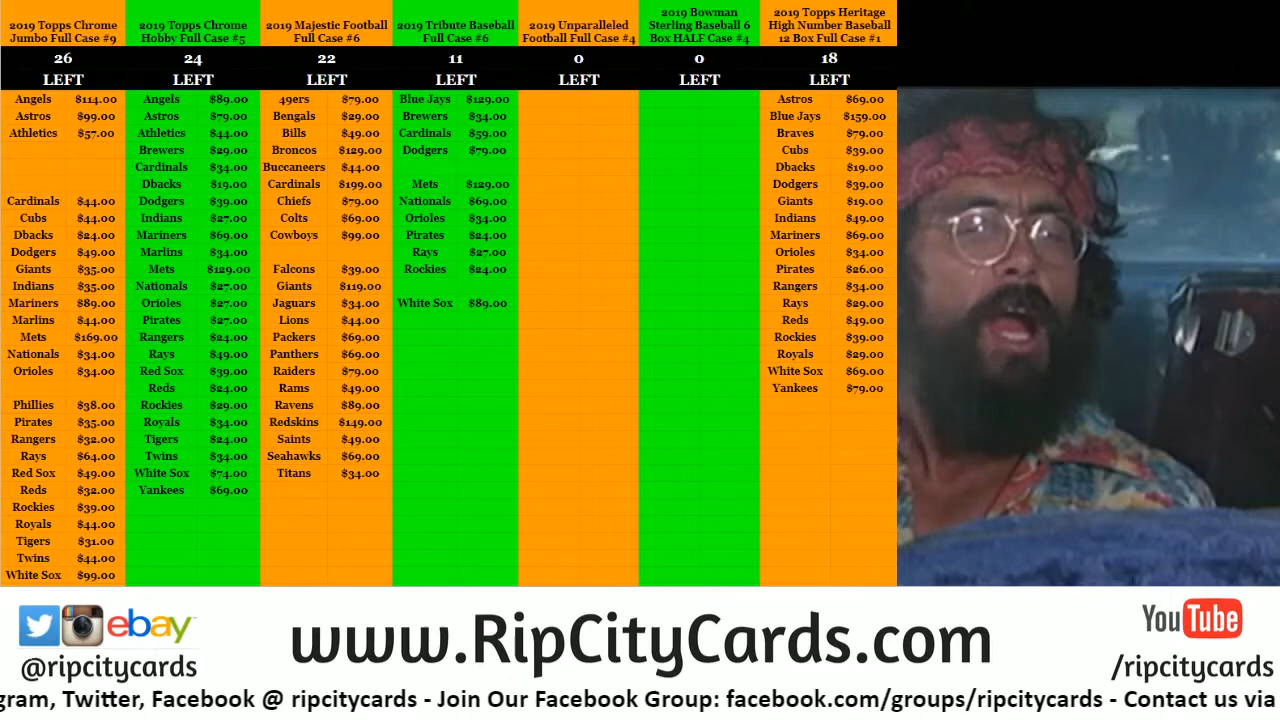 2019 Topps Chrome
Jumbo Full Case #9
26
LEFT
Angels $114.00
Astros $99.00
Athletics $57.00
Cardinals $44.00
Cubs $44.00
Dbacks $24.00
Dodgers $49.00
Giants $35.00
Indians $35.00
Mariners $89.00
Marlins $44.00
Mets $169.00
Nationals $34.00
Orioles $34.00
Phillies $38.00
Pirates $35.00
Rangers $32.00
Rays $64.00
Red Sox $49.00
Reds $32.00
Rockies $39.00
Royals $44.00
Tigers $31.00
Twins $44.00
White Sox $99.00
2019 Topps Chrome
Hobby Full Case #5
24
LEFT
Angels $89.00
Astros $79.00
Athletics $44.00
Brewers $29.00
Cardinals $34.00
Dbacks $19.00
Dodgers $39.00
Indians $27.00
Mariners $69.00
Marlins $34.00
Mets $129.00
Nationals $27.00
Orioles $27.00
Pirates $27.00
Rangers $24.00
Rays $49.00
Red Sox $39.00
Reds $24.00
Rockies $29.00
Royals $34.00
Tigers $24.00
Twins $34.00
White Sox $74.00
Yankees $69.00
2019 Majestic Football
Full Case #6
22
LEFT
49ers $79.00
Bengals $29.00
Bills $49.00
Broncos $129.00
Buccaneers $44.00
Cardinals $199.00
Chiefs $79.00
Colts $69.00
Cowboys $99.00
Falcons $39.00
Giants $119.00
Jaguars $34.00
Lions $44.00
Packers $69.00
Panthers $69.00
Raiders $79.00
Rams $49.00
Ravens $89.00
Redskins $149.00
Saints $49.00
Seahawks $69.00
Titans $34.00
2019 Tribute Baseball
Full Case #6
11
LEFT
Blue Jays $129.00
Brewers $34.00
Cardinals $59.00
Dodgers $79.00
Mets $129.00
Nationals $69.00
Orioles $34.00
Pirates $24.00
Rays $27.00
Rockies $24.00
White Sox $89.00
2019 Unparalleled
Football Full Case #4
0
LEFT
2019 Bowman
Sterling Baseball 6
Box HALF Case #4
0
LEFT
2019 Topps Heritage
High Number Baseball
12 Box Full Case #1
18
LEFT
Astros $69.00
Blue Jays $159.00
Braves $79.00
Cubs $39.00
Dbacks $19.00
Dodgers $39.00
Giants $19.00
Indians $49.00
Mariners $69.00
Orioles $34.00
Pirates $26.00
Rangers $34.00
Rays $29.00
Reds $49.00
Rockies $39.00
Royals $29.00
White Sox $69.00
Yankees $79.00
ebay
@ripcitycards
www.RipCityCards.com
YouTube
/ripcitycards
gram, Twitter, Facebook @ ripcitycards - Join Our Facebook Group: facebook.com/groups/ripcitycards - Contact us via